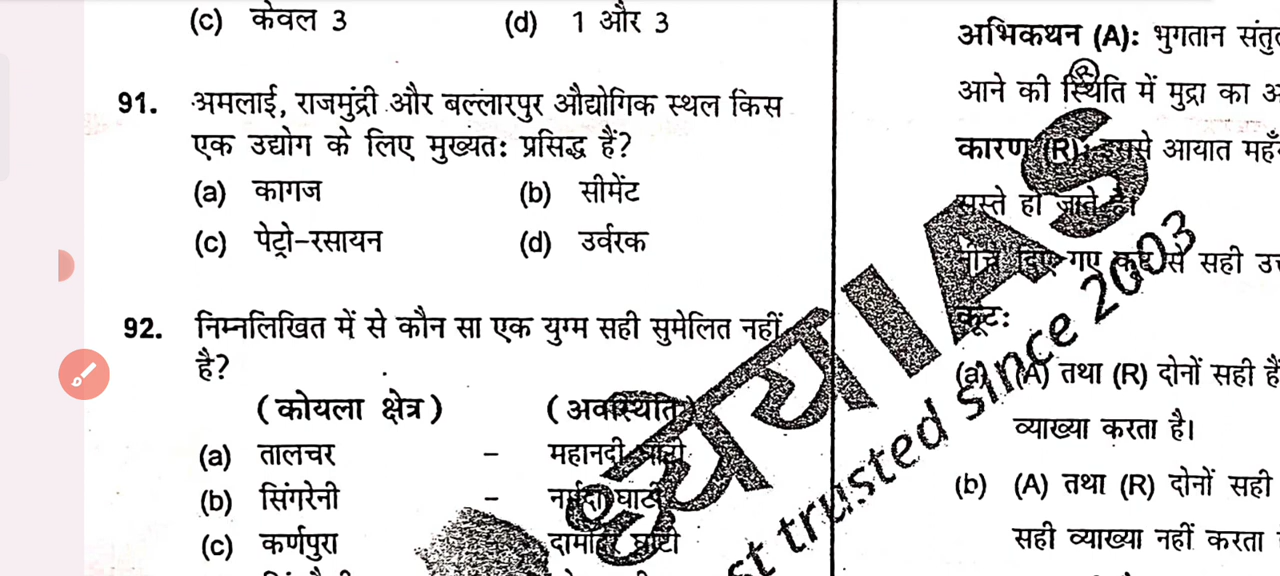 (c) केवल 3 (d) 1 और 3
91. अमलाई, राजमुंद्री और बल्लारपुर औद्योगिक स्थल किस
एक उद्योग के लिए मुख्यतः प्रसिद्ध हैं?
(a) कागज (b) सीमेंट
(c) पेट्रो-रसायन (d) उर्वरक
92. निम्नलिखित में से कौन सा एक युग्म सही सुमेलित नहीं
है?
(कोयला क्षेत्र) (अवस्थिति)
(a) तालचर - महानदी घाटी
(b) सिंगरेनी - नर्मदा घाटी
(c) कर्णपुरा दामोदर घाटी
अभिकथन (A): भुगतान
आने की स्थिति में मुद्रा का
कारण (R): इससे आयात
सस्ते हो जाते हैं।
नीचे दिए गए कूट से सही
कूटः
(a) (A) तथा (R) दोनों सही हैं
व्याख्या करता है।
(b) (A) तथा (R) दोनों सही
सही व्याख्या नहीं करता
ध्येय IAS
trusted since 2003